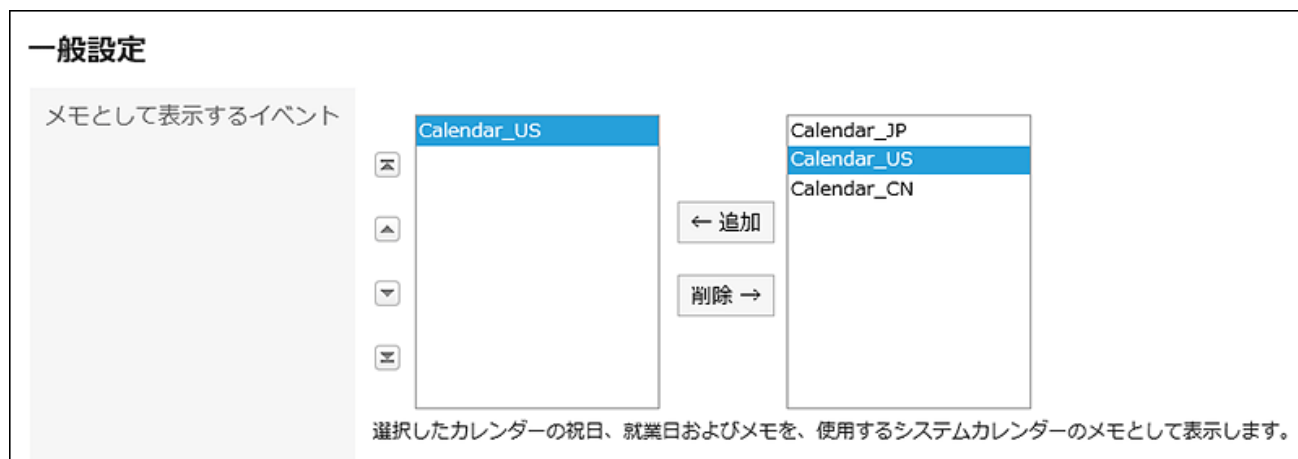 一般設定
メモとして表示するイベント
Calendar_US
Calendar_JP
Calendar_US
Calendar_CN
← 追加
削除 →
選択したカレンダーの祝日、就業日およびメモを、使用するシステムカレンダーのメモとして表示します。